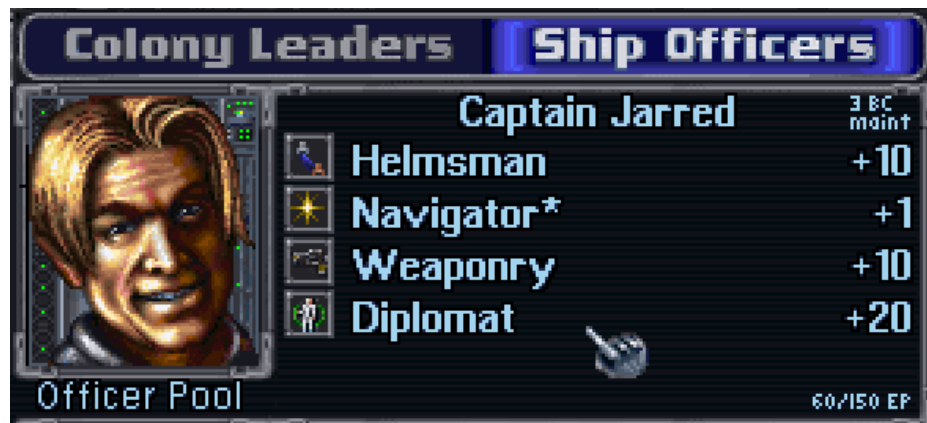 Colony Leaders Ship Officers
Captain Jarred 3 BC maint
Helmsman +10
Navigator* +1
Weaponry +10
Diplomat +20
Officer Pool 60/150 EP